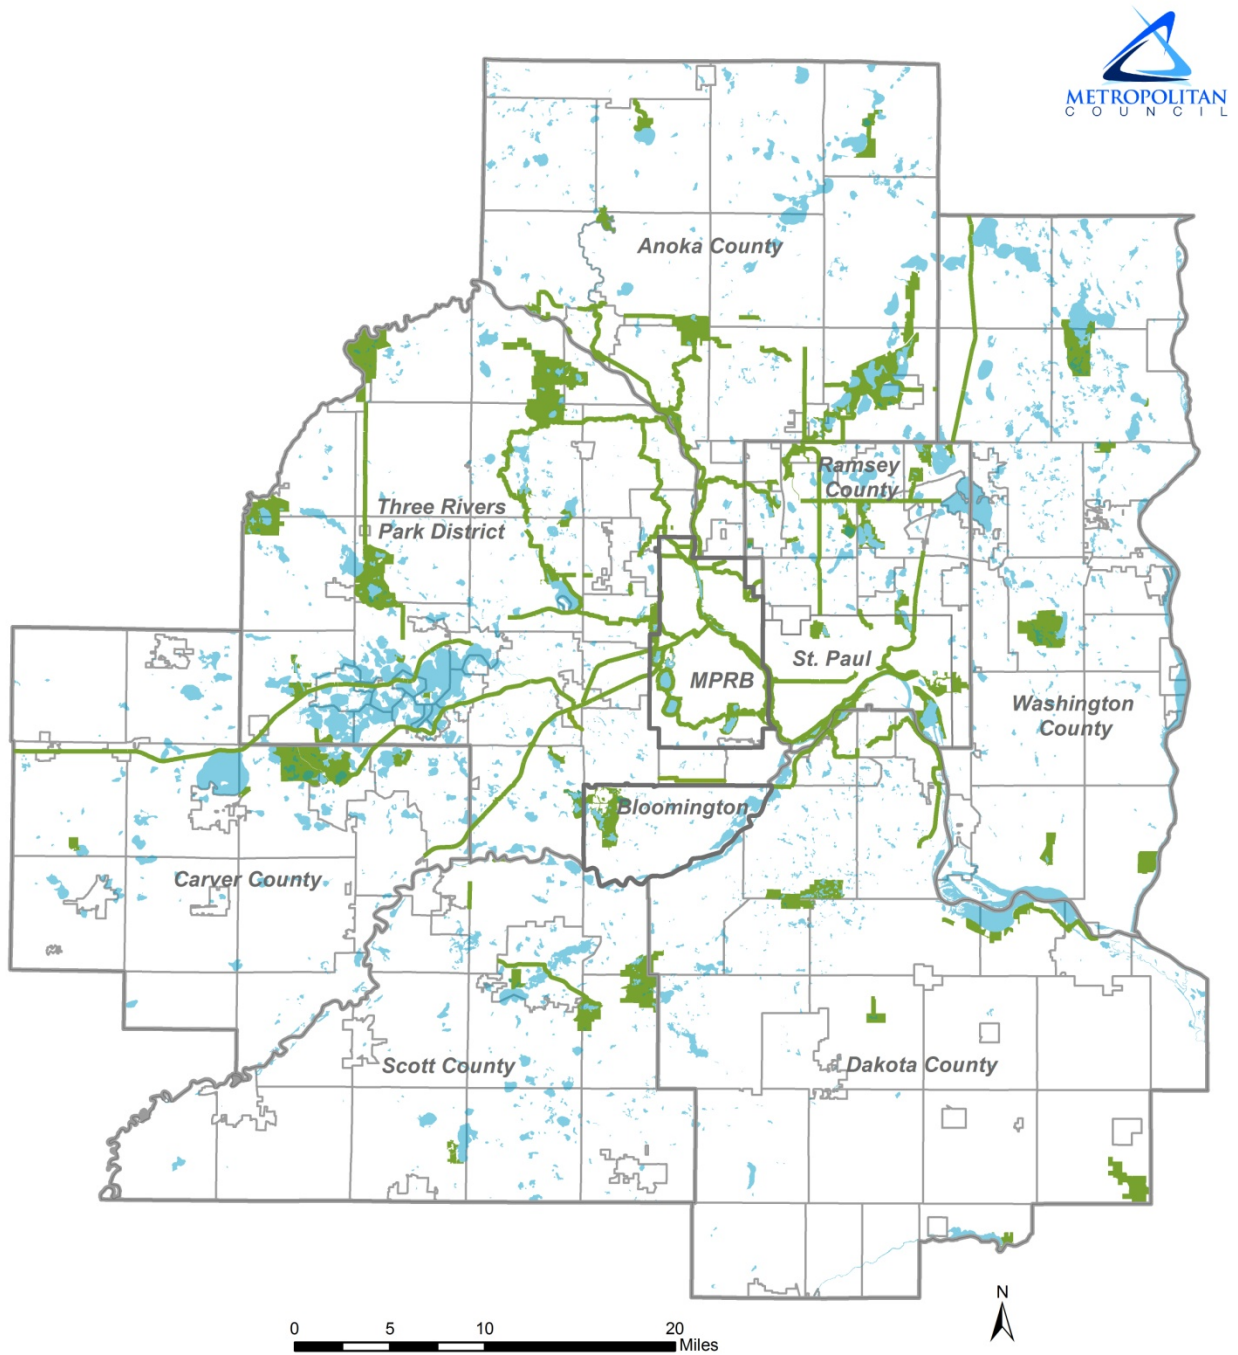 METROPOLITAN
COUNCIL
Anoka County
Ramsey
County
Three Rivers
Park District
St. Paul
MPRB
Washington
County
Bloomington
Carver County
Scott County
Dakota County
N
0 5 10 20
Miles